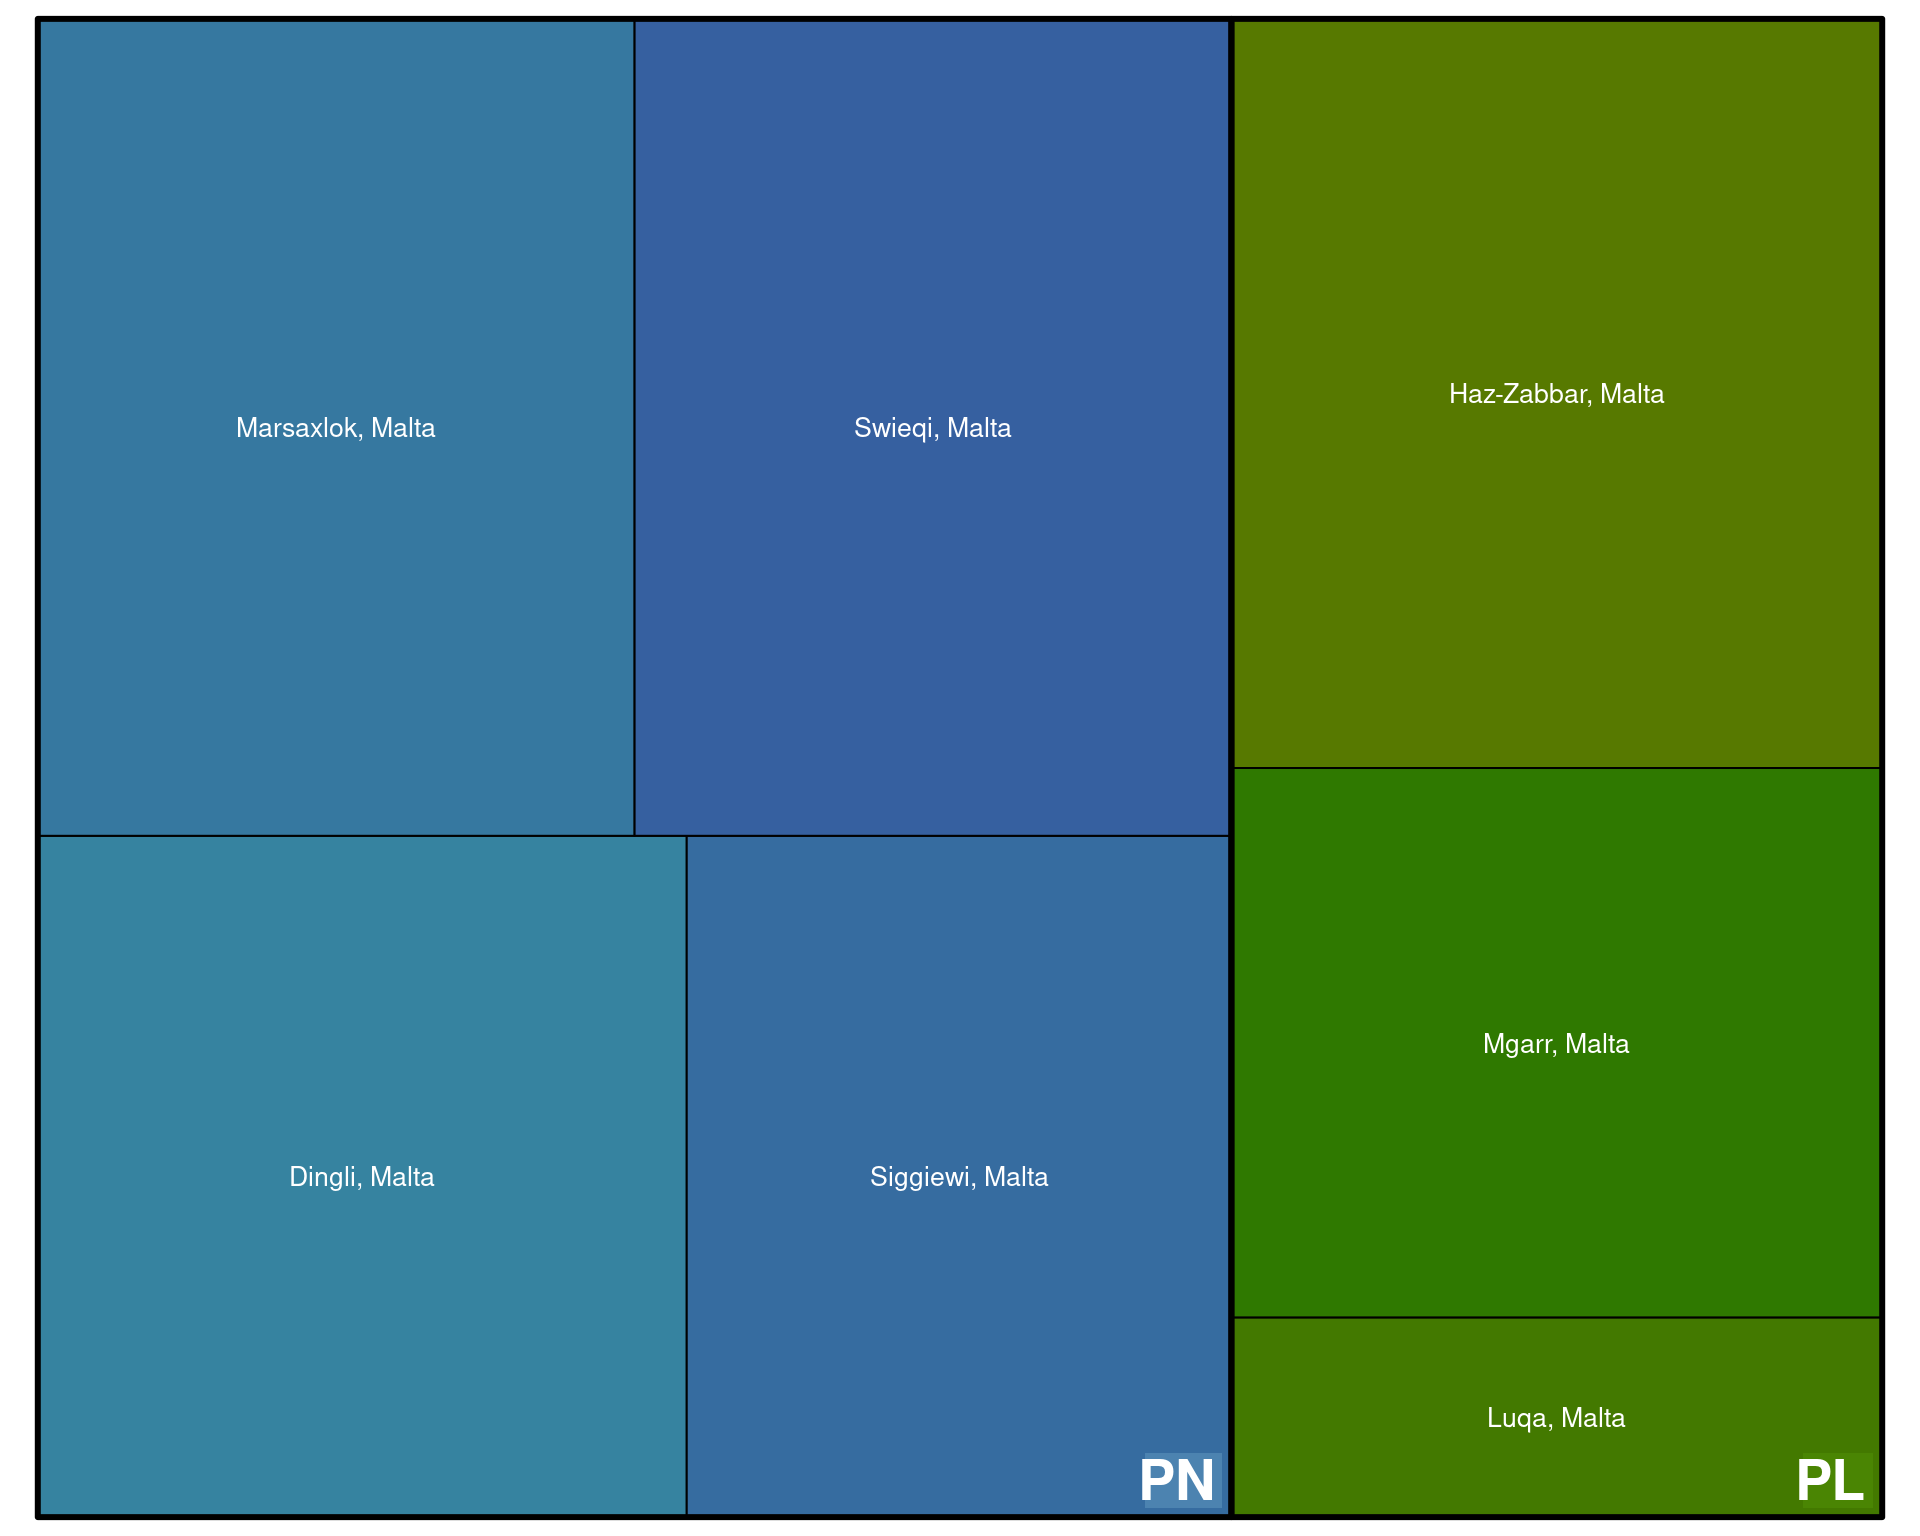 Marsaxlok, Malta
Swieqi, Malta
Haz-Zabbar, Malta
Mgarr, Malta
Dingli, Malta
Siggiewi, Malta
Luqa, Malta
PN
PL